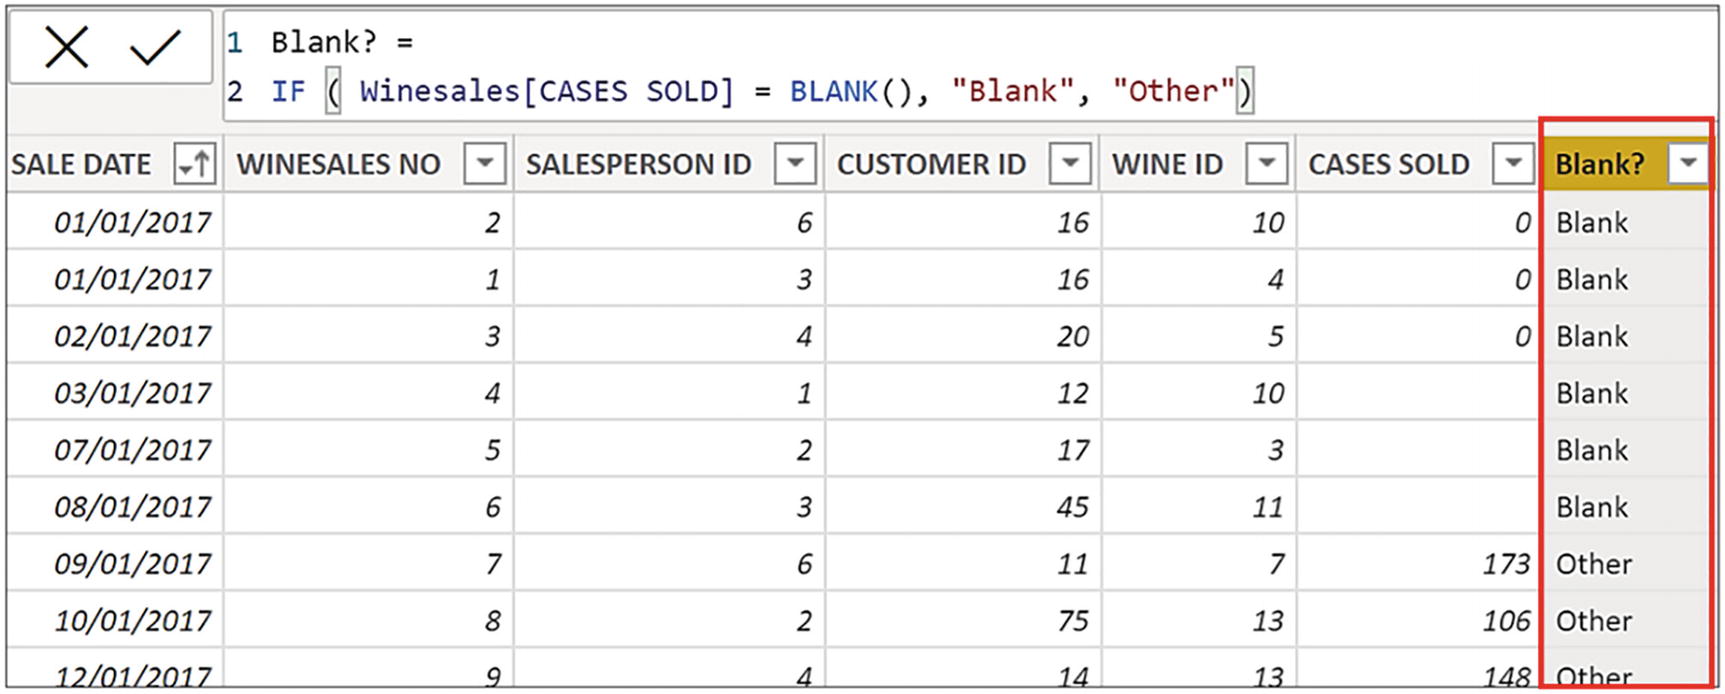 1 Blank? =
2 IF ( Winesales[CASES SOLD] = BLANK(), "Blank", "Other")
SALE DATE WINESALES NO SALESPERSON ID CUSTOMER ID WINE ID CASES SOLD Blank?
01/01/2017 2 6 16 10 0 Blank
01/01/2017 1 3 16 4 0 Blank
02/01/2017 3 4 20 5 0 Blank
03/01/2017 4 1 12 10 Blank
07/01/2017 5 2 17 3 Blank
08/01/2017 6 3 45 11 Blank
09/01/2017 7 6 11 7 173 Other
10/01/2017 8 2 75 13 106 Other
12/01/2017 9 4 14 13 148 Other